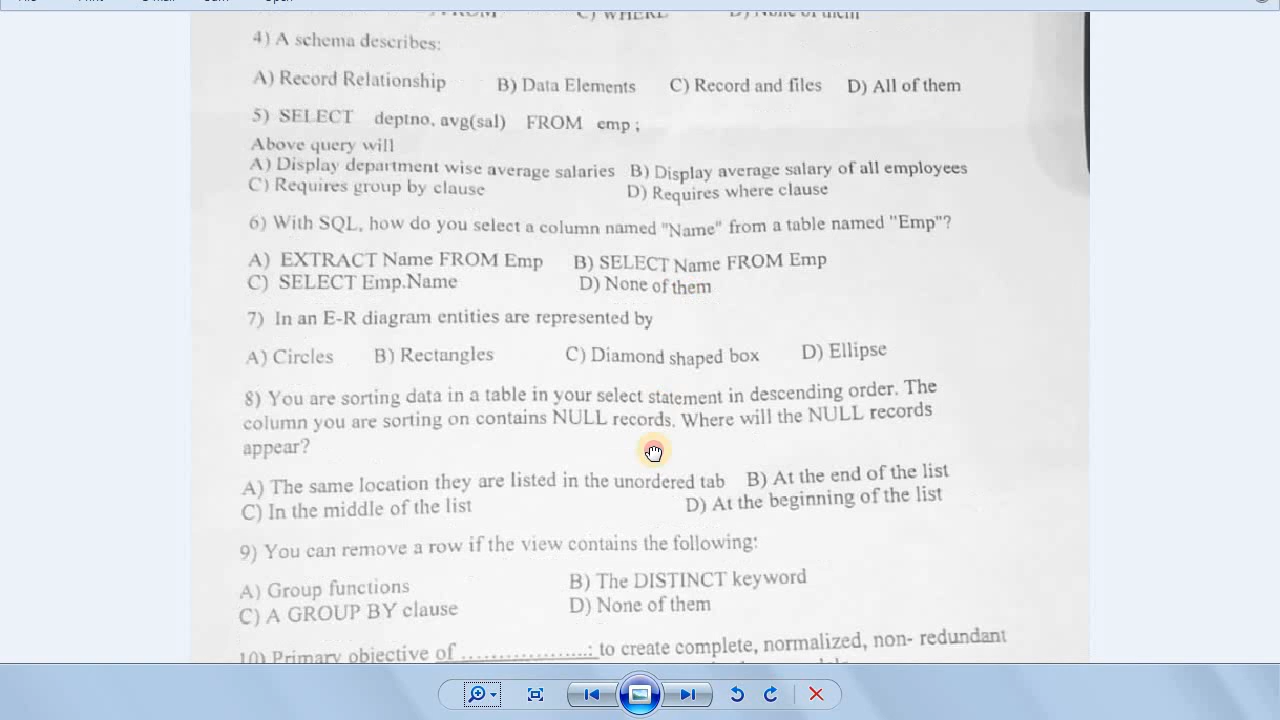 C) WHERE D) None of them
4) A schema describes:
A) Record Relationship B) Data Elements C) Record and files D) All of them
5) SELECT deptno, avg(sal) FROM emp ;
Above query will
A) Display department wise average salaries B) Display average salary of all employees
C) Requires group by clause D) Requires where clause
6) With SQL, how do you select a column named "Name" from a table named "Emp"?
A) EXTRACT Name FROM Emp B) SELECT Name FROM Emp
C) SELECT Emp.Name D) None of them
7) In an E-R diagram entities are represented by
A) Circles B) Rectangles C) Diamond shaped box D) Ellipse
8) You are sorting data in a table in your select statement in descending order. The
column you are sorting on contains NULL records. Where will the NULL records
appear?
A) The same location they are listed in the unordered tab B) At the end of the list
C) In the middle of the list D) At the beginning of the list
9) You can remove a row if the view contains the following:
A) Group functions B) The DISTINCT keyword
C) A GROUP BY clause D) None of them
10) Primary objective of ..................: to create complete, normalized, non- redundant